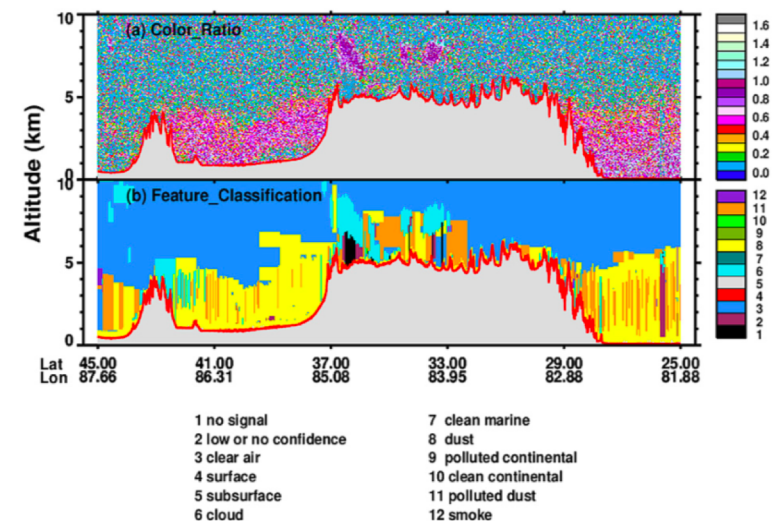 10
(a) Color_Ratio
5
0
1.6
1.4
1.2
1.0
0.8
0.6
0.4
0.2
0.0
Altitude (km)
10
(b) Feature_Classification
5
0
12
11
10
9
8
7
6
5
4
3
2
1
Lat 45.00 41.00 37.00 33.00 29.00 25.00
Lon 87.66 86.31 85.08 83.95 82.88 81.88
1 no signal 7 clean marine
2 low or no confidence 8 dust
3 clear air 9 polluted continental
4 surface 10 clean continental
5 subsurface 11 polluted dust
6 cloud 12 smoke